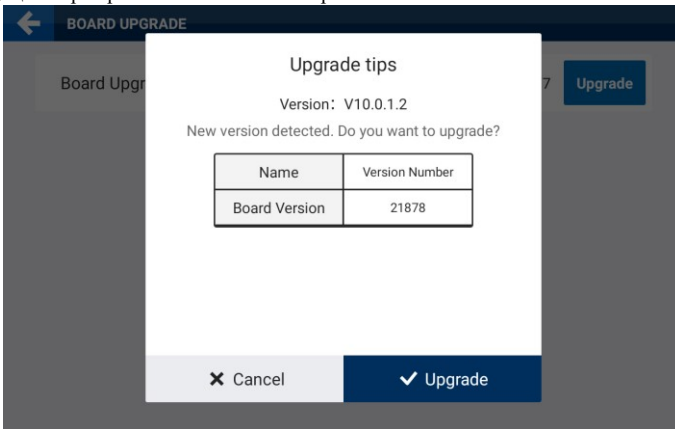 BOARD UPGRADE
Upgrade tips
Version: V10.0.1.2
Board Upgr
7
Upgrade
New version detected. Do you want to upgrade?
Name Version Number
Board Version 21878
Cancel
Upgrade